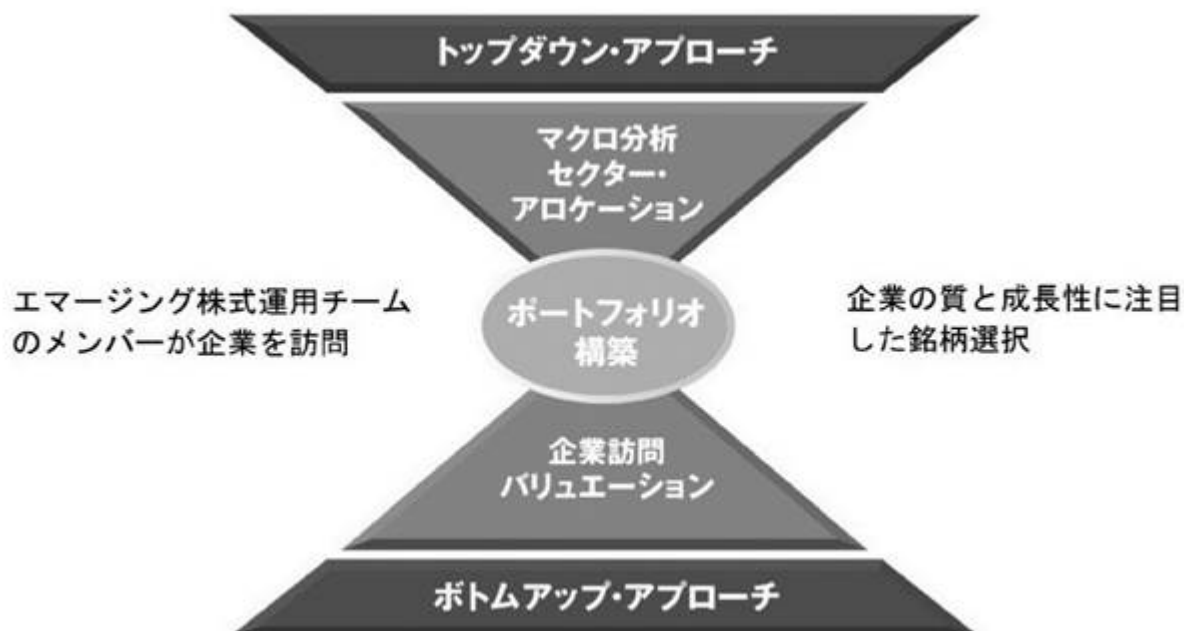 トップダウン・アプローチ
マクロ分析
セクター・
アロケーション
エマージング株式運用チーム
のメンバーが企業を訪問
ポートフォリオ
構築
企業の質と成長性に注目
した銘柄選択
企業訪問
バリュエーション
ボトムアップ・アプローチ